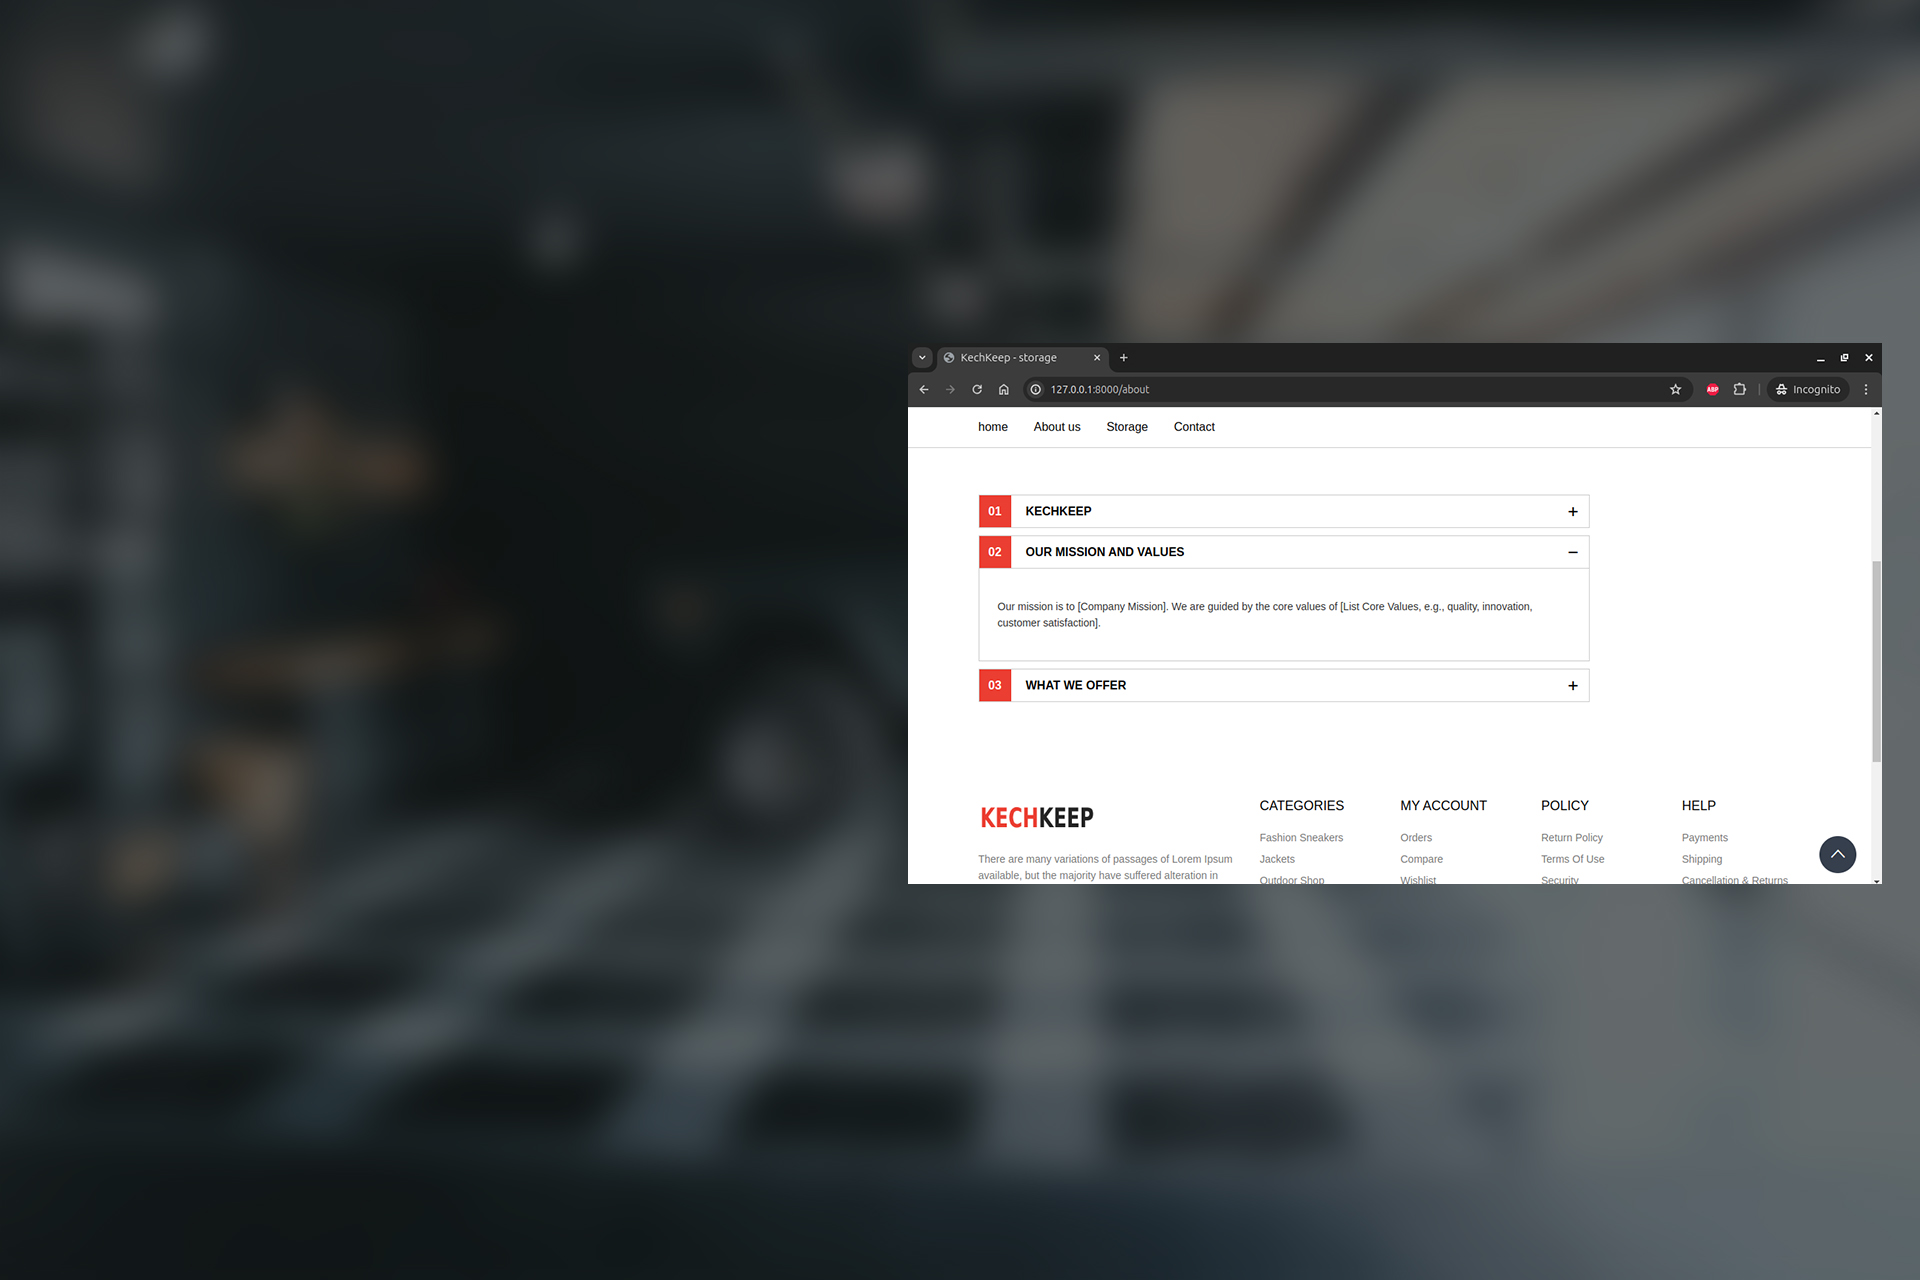 KechKeep - storage
127.0.0.1:8000/about
ABP
Incognito
home About us Storage Contact
01 KECHKEEP +
02 OUR MISSION AND VALUES −
Our mission is to [Company Mission]. We are guided by the core values of [List Core Values, e.g., quality, innovation,
customer satisfaction].
03 WHAT WE OFFER +
KECHKEEP
There are many variations of passages of Lorem Ipsum
available, but the majority have suffered alteration in
CATEGORIES
Fashion Sneakers
Jackets
Outdoor Shop
MY ACCOUNT
Orders
Compare
Wishlist
POLICY
Return Policy
Terms Of Use
Security
HELP
Payments
Shipping
Cancellation & Returns